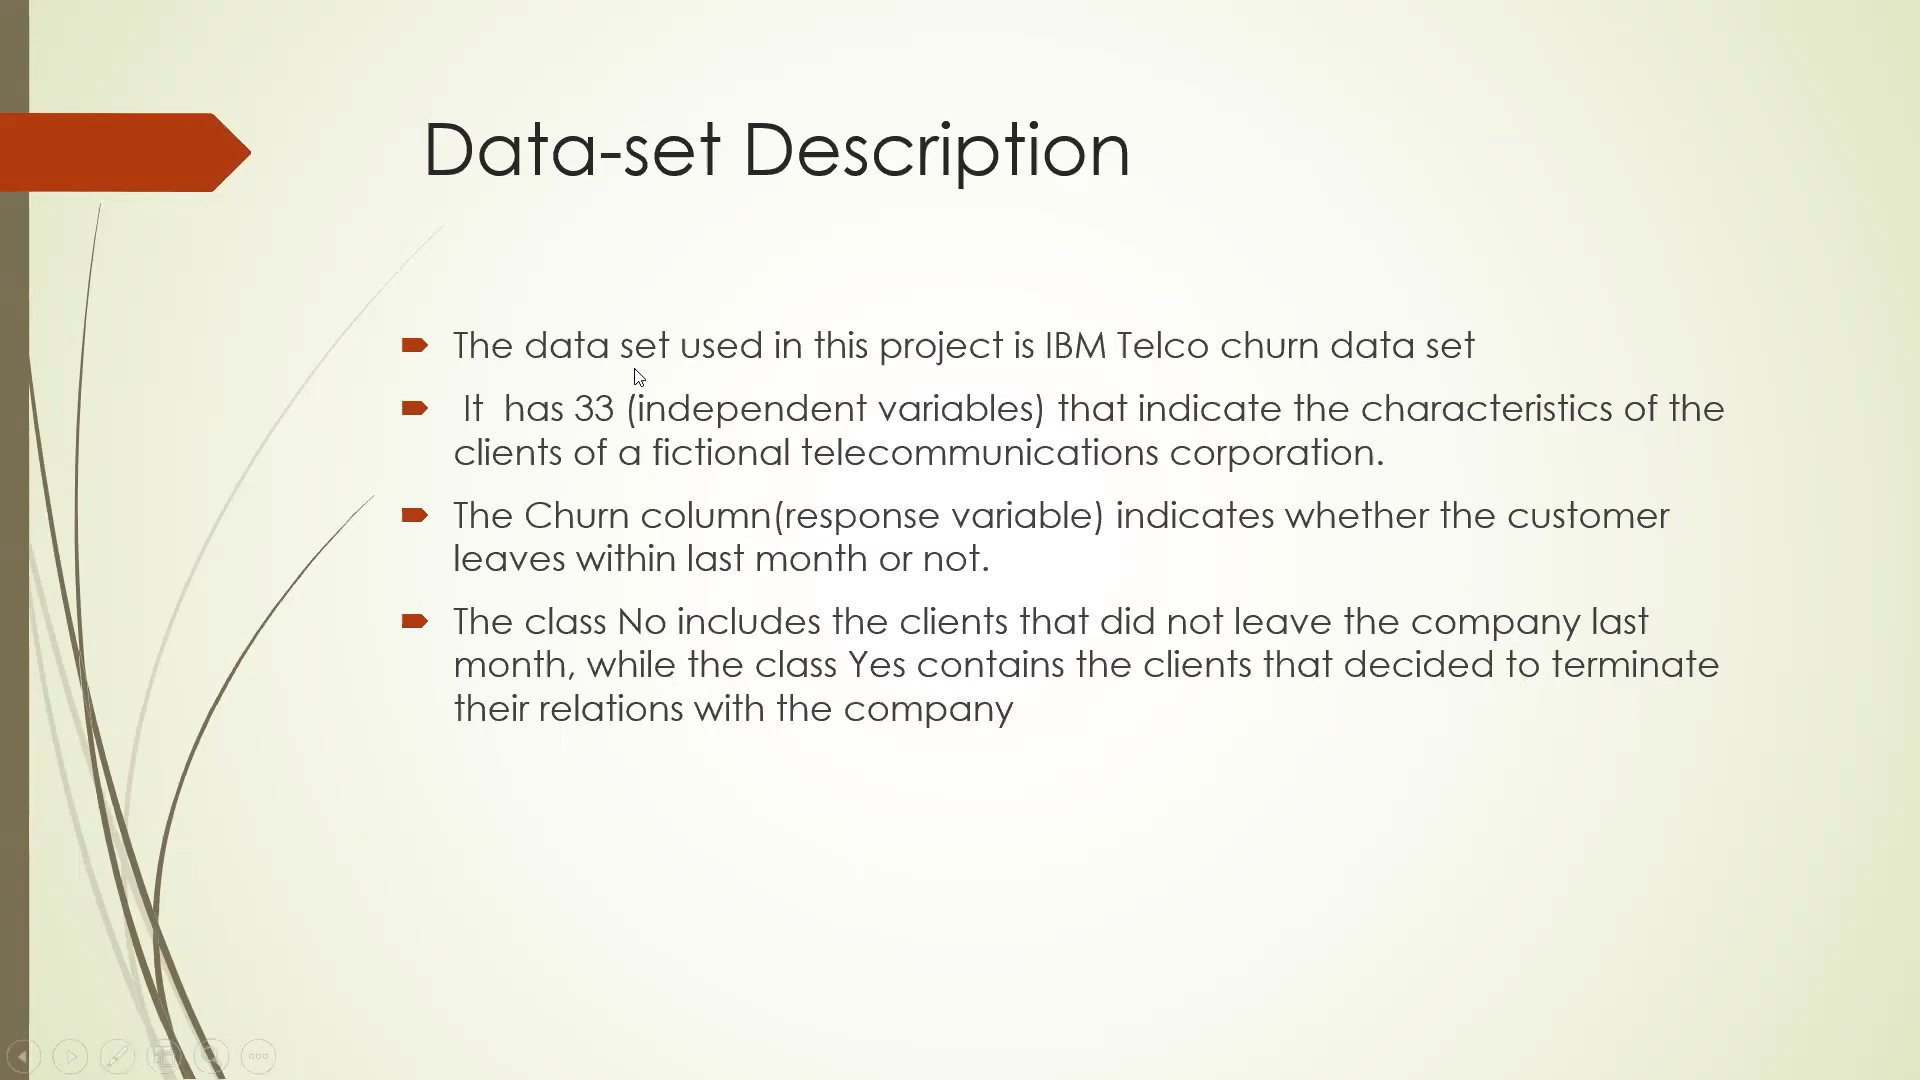 Data-set Description
The data set used in this project is IBM Telco churn data set
It has 33 (independent variables) that indicate the characteristics of the
clients of a fictional telecommunications corporation.
The Churn column(response variable) indicates whether the customer
leaves within last month or not.
The class No includes the clients that did not leave the company last
month, while the class Yes contains the clients that decided to terminate
their relations with the company